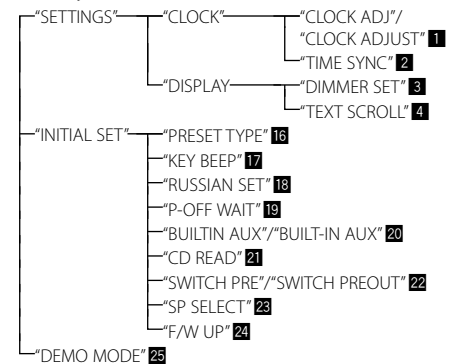 “SETTINGS” “CLOCK” “CLOCK ADJ”/
“CLOCK ADJUST” 1
“TIME SYNC” 2
“DISPLAY “DIMMER SET” 3
“TEXT SCROLL” 4
“INITIAL SET” “PRESET TYPE” 16
“KEY BEEP” 17
“RUSSIAN SET” 18
“P-OFF WAIT” 19
“BUILTIN AUX”/“BUILT-IN AUX” 20
“CD READ” 21
“SWITCH PRE”/“SWITCH PREOUT” 22
“SP SELECT” 23
“F/W UP” 24
“DEMO MODE” 25